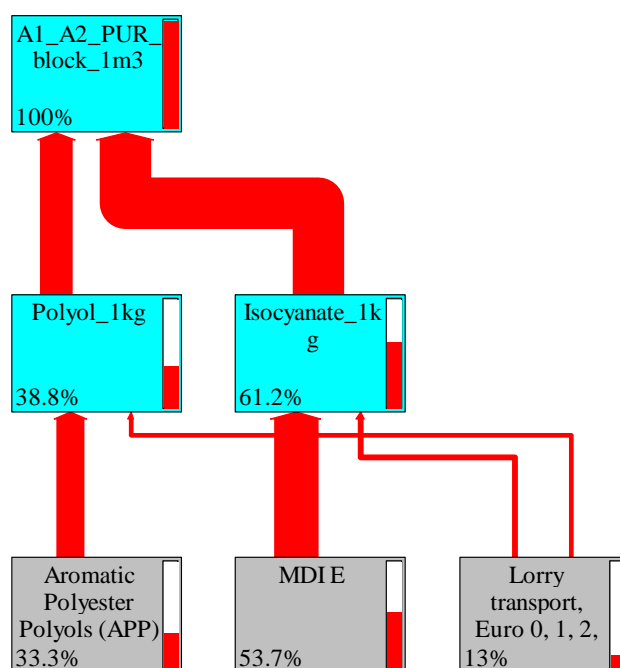 A1_A2_PUR_
block_1m3
100%
Polyol_1kg
38.8%
Isocyanate_1k
g
61.2%
Aromatic
Polyester
Polyols (APP)
33.3%
MDI E
53.7%
Lorry
transport,
Euro 0, 1, 2,
13%